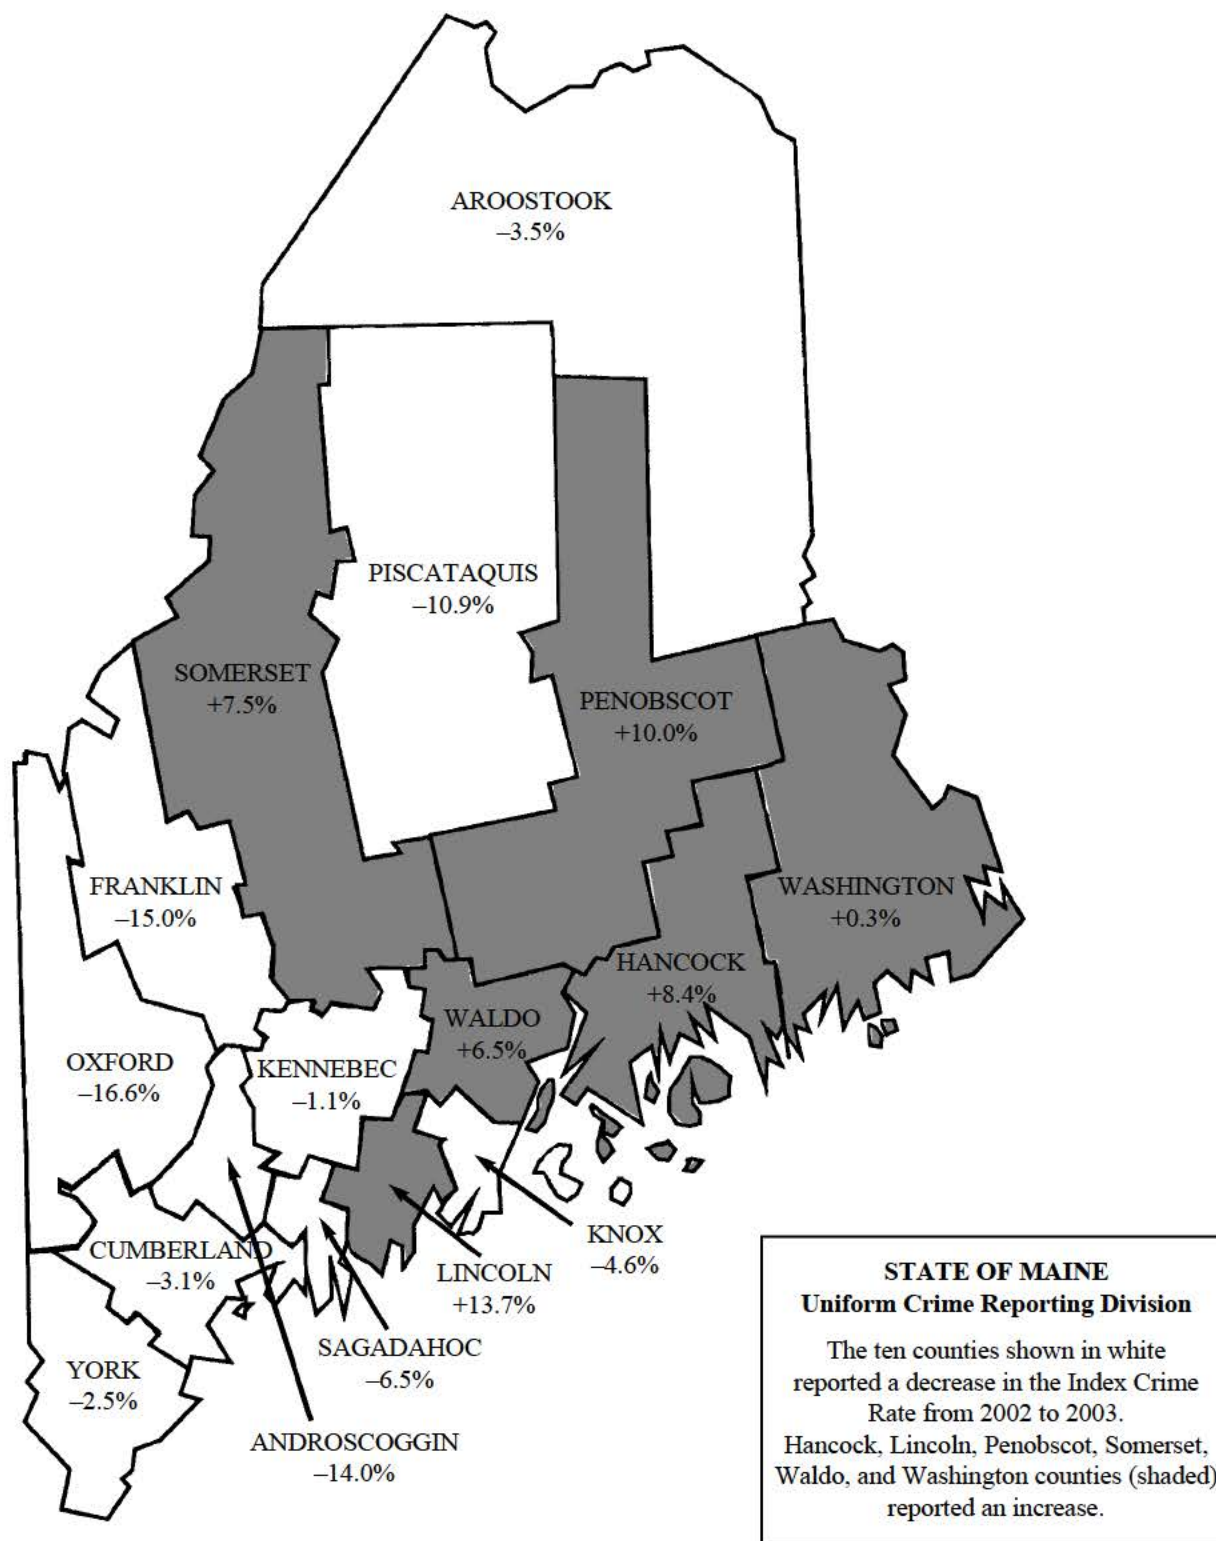 AROOSTOOK
–3.5%
PISCATAQUIS
–10.9%
SOMERSET
+7.5%
PENOBSCOT
+10.0%
FRANKLIN
–15.0%
WASHINGTON
+0.3%
HANCOCK
+8.4%
WALDO
+6.5%
OXFORD
–16.6%
KENNEBEC
–1.1%
KNOX
–4.6%
CUMBERLAND
–3.1%
LINCOLN
+13.7%
SAGADAHOC
–6.5%
YORK
–2.5%
ANDROSCOGGIN
–14.0%
STATE OF MAINE
Uniform Crime Reporting Division
The ten counties shown in white
reported a decrease in the Index Crime
Rate from 2002 to 2003.
Hancock, Lincoln, Penobscot, Somerset,
Waldo, and Washington counties (shaded)
reported an increase.